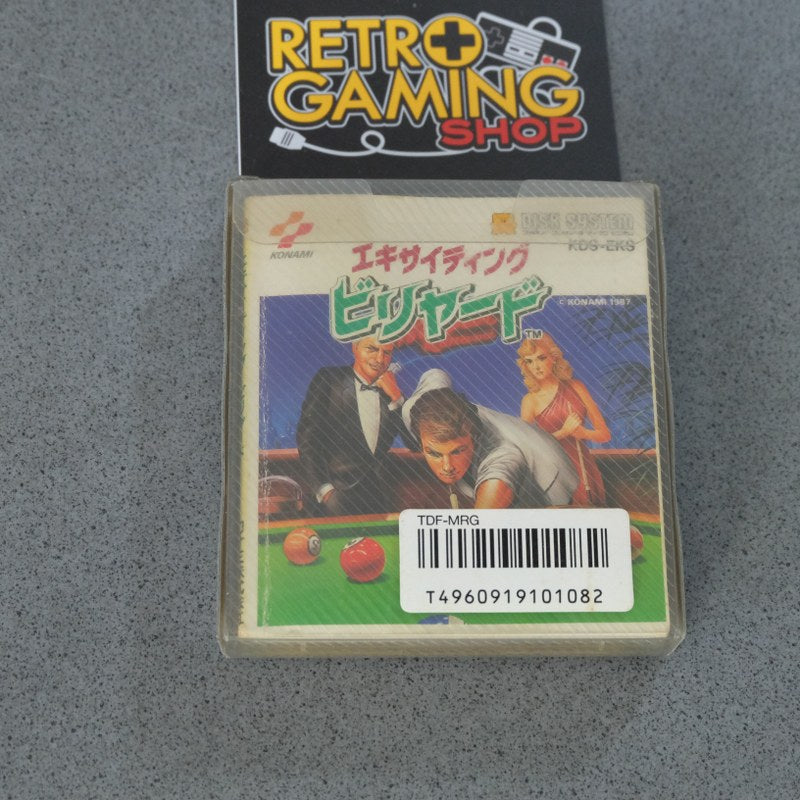 RETRO
GAMING
SHOP
KONAMI
DISK SYSTEM
KDS-EKS
エキサイティング
ビリヤード
TM
© KONAMI 1987
TDF-MRG
T4960919101082